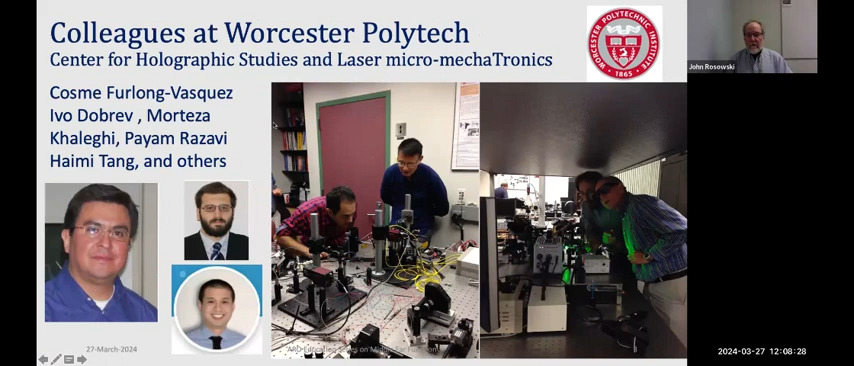 Colleagues at Worcester Polytech
Center for Holographic Studies and Laser micro-mechaTronics
Cosme Furlong-Vasquez
Ivo Dobrev , Morteza
Khaleghi, Payam Razavi
Haimi Tang, and others
WORCESTER POLYTECHNIC INSTITUTE
1865
John Rosowski
27-March-2024
3
2024-03-27 12:08:28